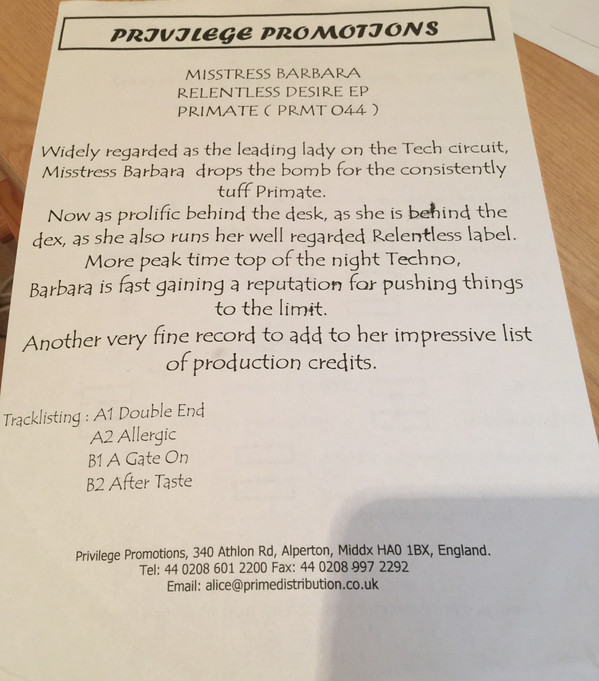 PRIVILEGE PROMOTIONS
MISSTRESS BARBARA
RELENTLESS DESIRE EP
PRIMATE ( PRMT 044 )
Widely regarded as the leading lady on the Tech circuit,
Misstress Barbara drops the bomb for the consistently
tuff Primate.
Now as prolific behind the desk, as she is behind the
dex, as she also runs her well regarded Relentless label.
More peak time top of the night Techno,
Barbara is fast gaining a reputation for pushing things
to the limit.
Another very fine record to add to her impressive list
of production credits.
Tracklisting : A1 Double End
A2 Allergic
B1 A Gate On
B2 After Taste
Privilege Promotions, 340 Athlon Rd, Alperton, Middx HA0 1BX, England.
Tel: 44 0208 601 2200 Fax: 44 0208 997 2292
Email: alice@primedistribution.co.uk